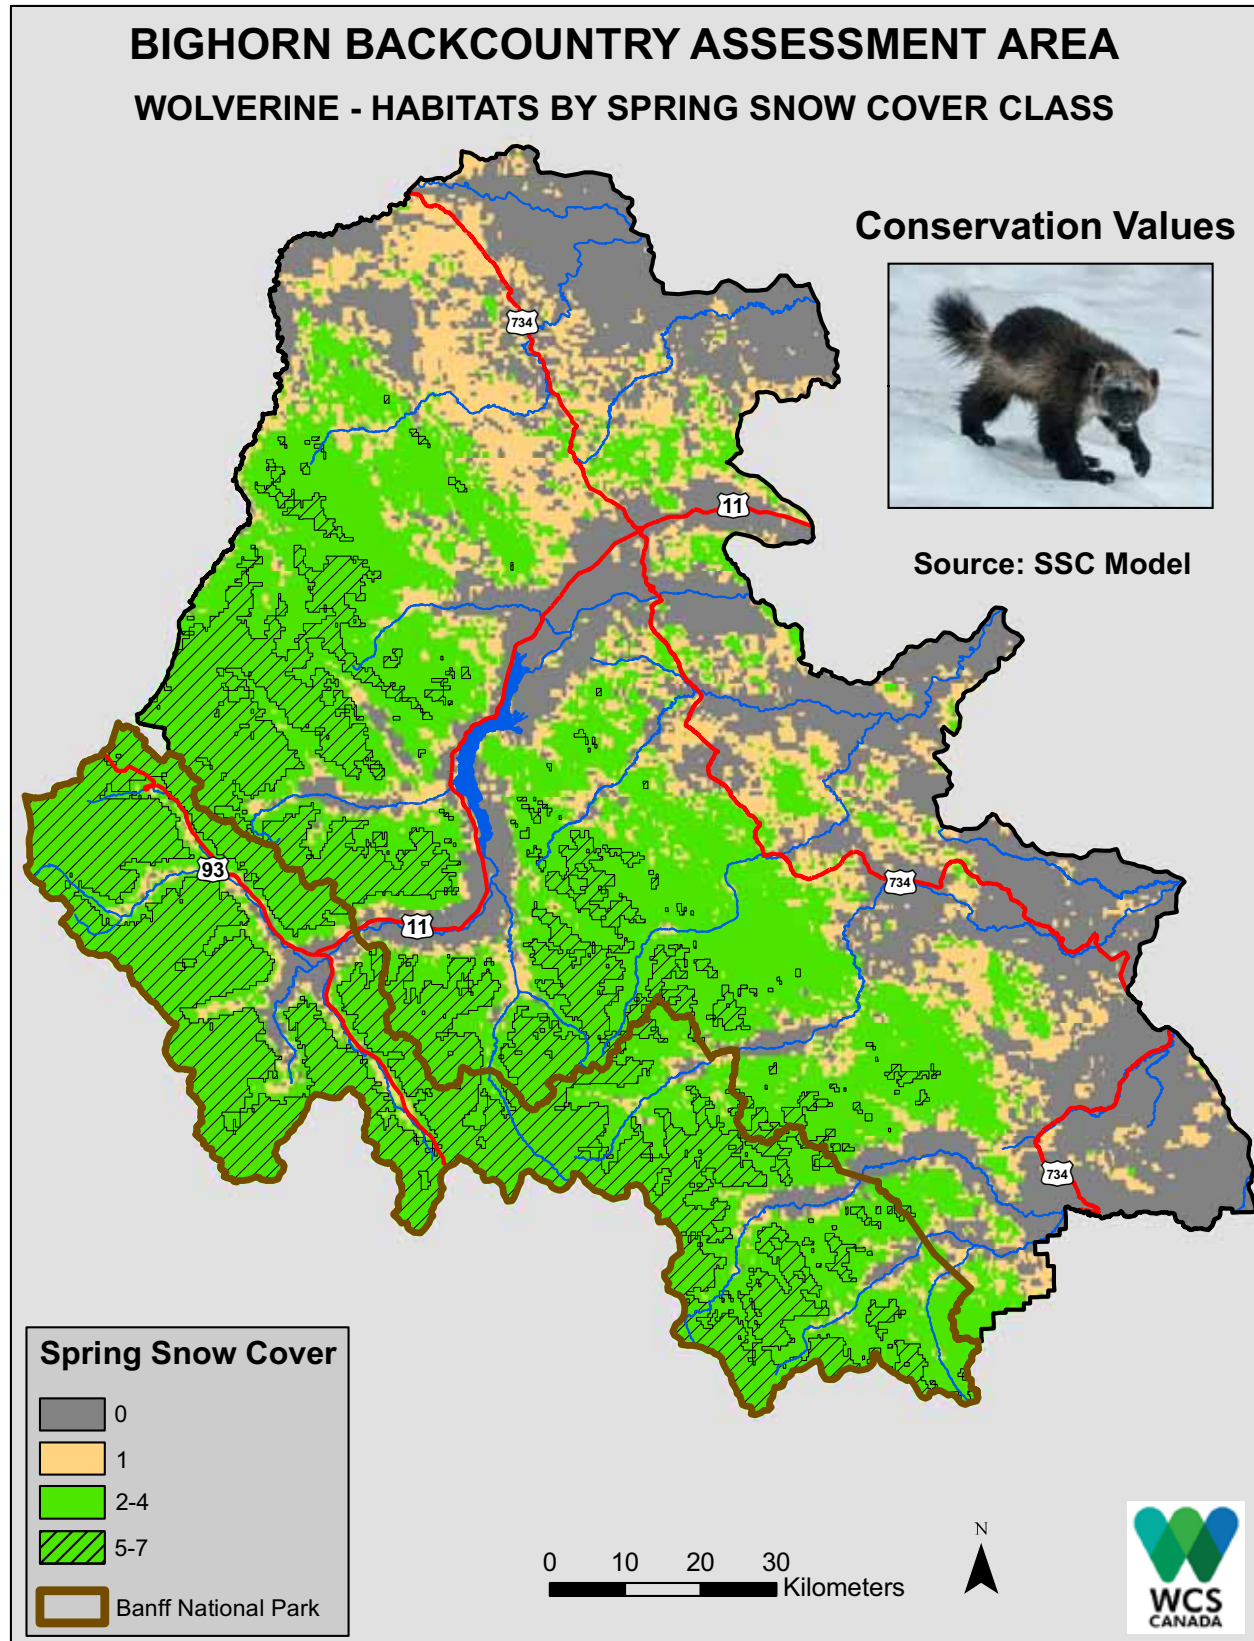 BIGHORN BACKCOUNTRY ASSESSMENT AREA
WOLVERINE - HABITATS BY SPRING SNOW COVER CLASS
Conservation Values
734
11
Source: SSC Model
93
11
734
734
Spring Snow Cover
0
1
2-4
5-7
Banff National Park
0 10 20 30
Kilometers
N
WCS
CANADA